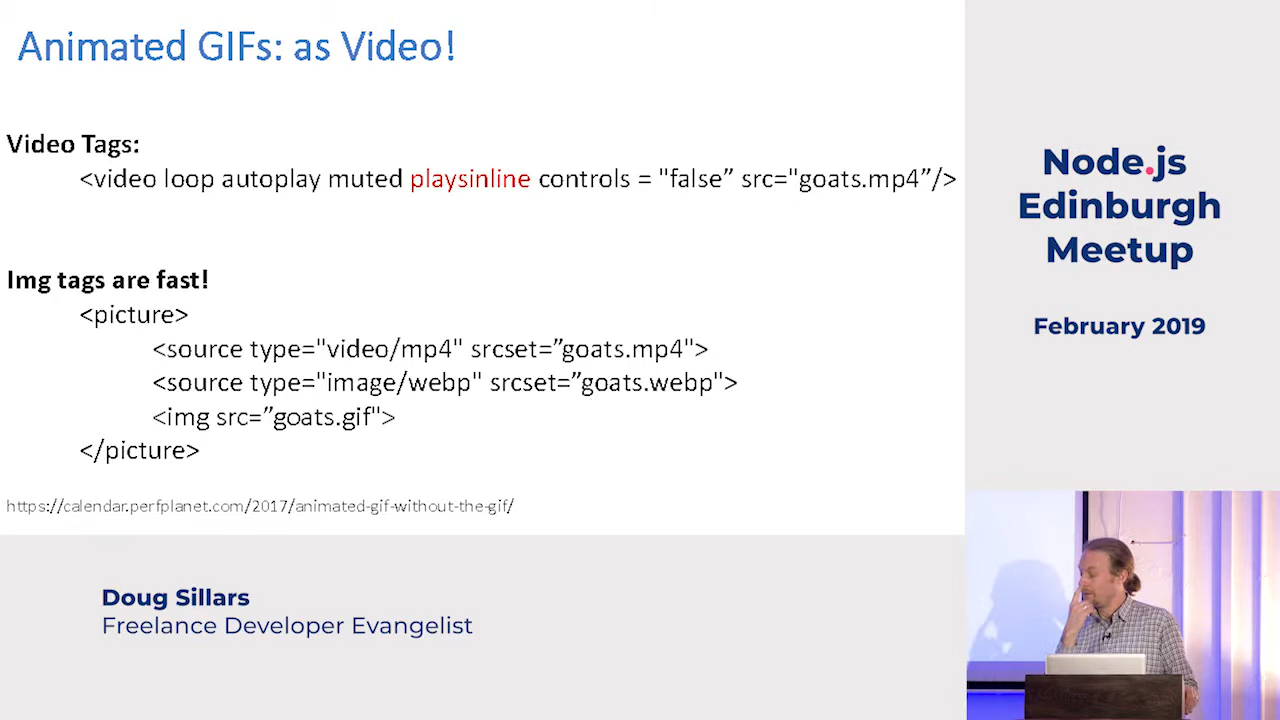 Animated GIFs: as Video!
Video Tags:
<video loop autoplay muted playsinline controls = "false” src="goats.mp4”/>
Img tags are fast!
<picture>
<source type="video/mp4" srcset=”goats.mp4">
<source type="image/webp" srcset=”goats.webp">
<img src=”goats.gif">
</picture>
https://calendar.perfplanet.com/2017/animated-gif-without-the-gif/
Doug Sillars
Freelance Developer Evangelist
Node.js
Edinburgh
Meetup
February 2019